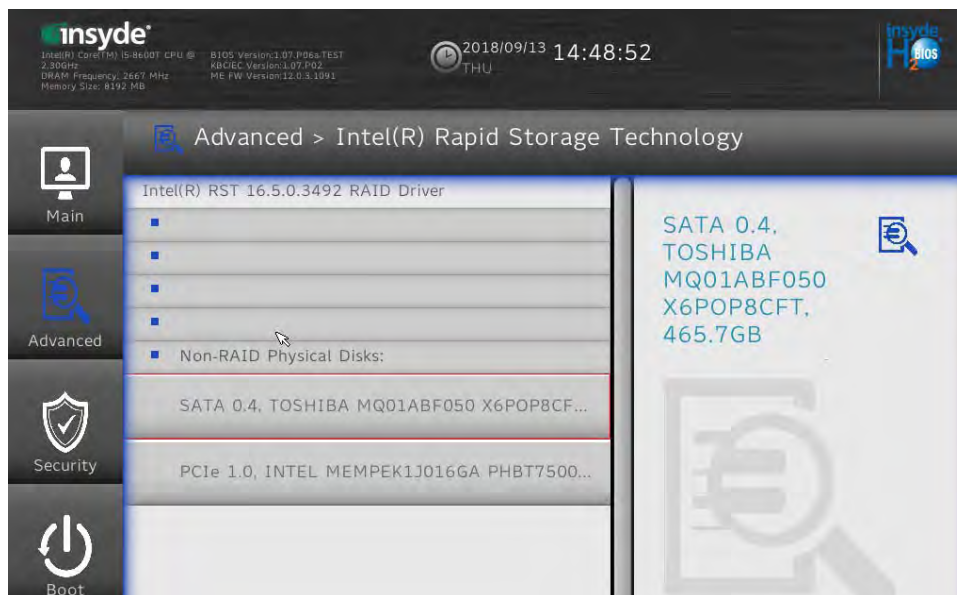 insyde®
Intel(R) Core(TM) i5-8600T CPU @
2.30GHz
DRAM Frequency: 2667 MHz
Memory Size: 8192 MB
BIOS Version:1.07.P06s.TEST
KBC/EC Version:1.07.P02
ME FW Version:12.0.3.1091
2018/09/13 14:48:52
THU
insyde
H2BIOS
Advanced > Intel(R) Rapid Storage Technology
Main
Advanced
Security
Boot
Intel(R) RST 16.5.0.3492 RAID Driver
Non-RAID Physical Disks:
SATA 0.4, TOSHIBA MQ01ABF050 X6POP8CF...
PCIe 1.0, INTEL MEMPEK1J016GA PHBT7500...
SATA 0.4,
TOSHIBA
MQ01ABF050
X6POP8CFT,
465.7GB